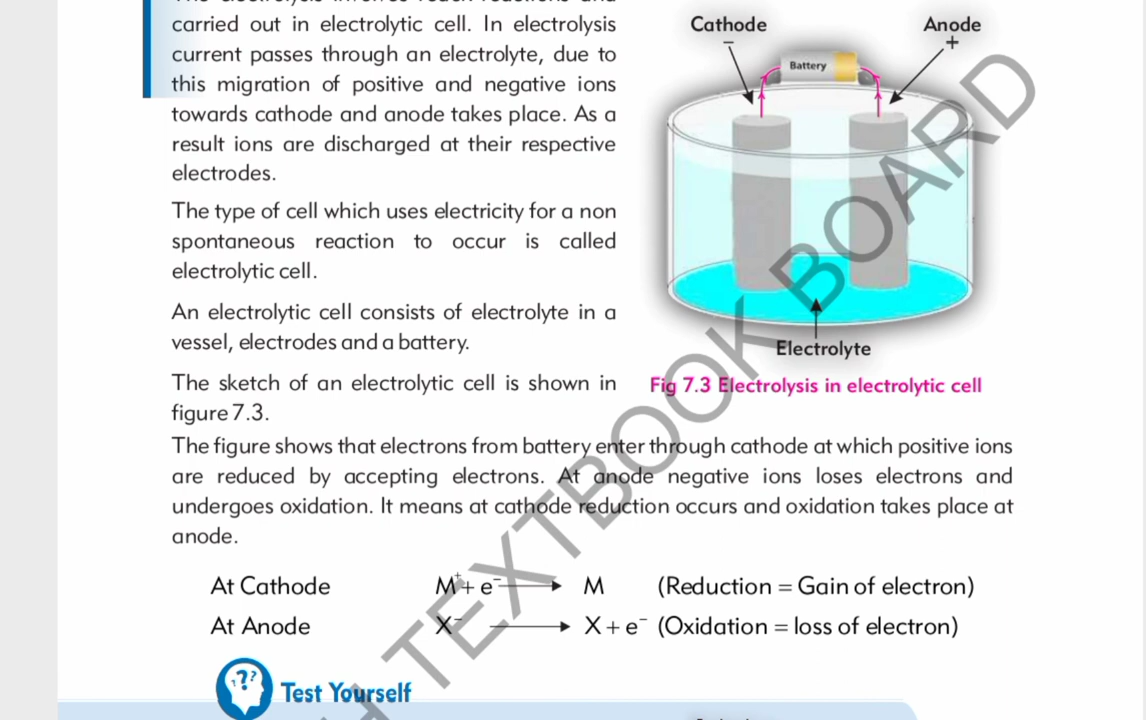 carried out in electrolytic cell. In electrolysis
current passes through an electrolyte, due to
this migration of positive and negative ions
towards cathode and anode takes place. As a
result ions are discharged at their respective
electrodes.
The type of cell which uses electricity for a non
spontaneous reaction to occur is called
electrolytic cell.
An electrolytic cell consists of electrolyte in a
vessel, electrodes and a battery.
The sketch of an electrolytic cell is shown in
figure 7.3.
Cathode
−
Anode
+
Battery
Electrolyte
Fig 7.3 Electrolysis in electrolytic cell
The figure shows that electrons from battery enter through cathode at which positive ions
are reduced by accepting electrons. At anode negative ions loses electrons and
undergoes oxidation. It means at cathode reduction occurs and oxidation takes place at
anode.
At Cathode M⁺ + e⁻ ⟶ M (Reduction = Gain of electron)
At Anode X⁻ ⟶ X + e⁻ (Oxidation = loss of electron)
???
Test Yourself
H TEXTBOOK BOARD